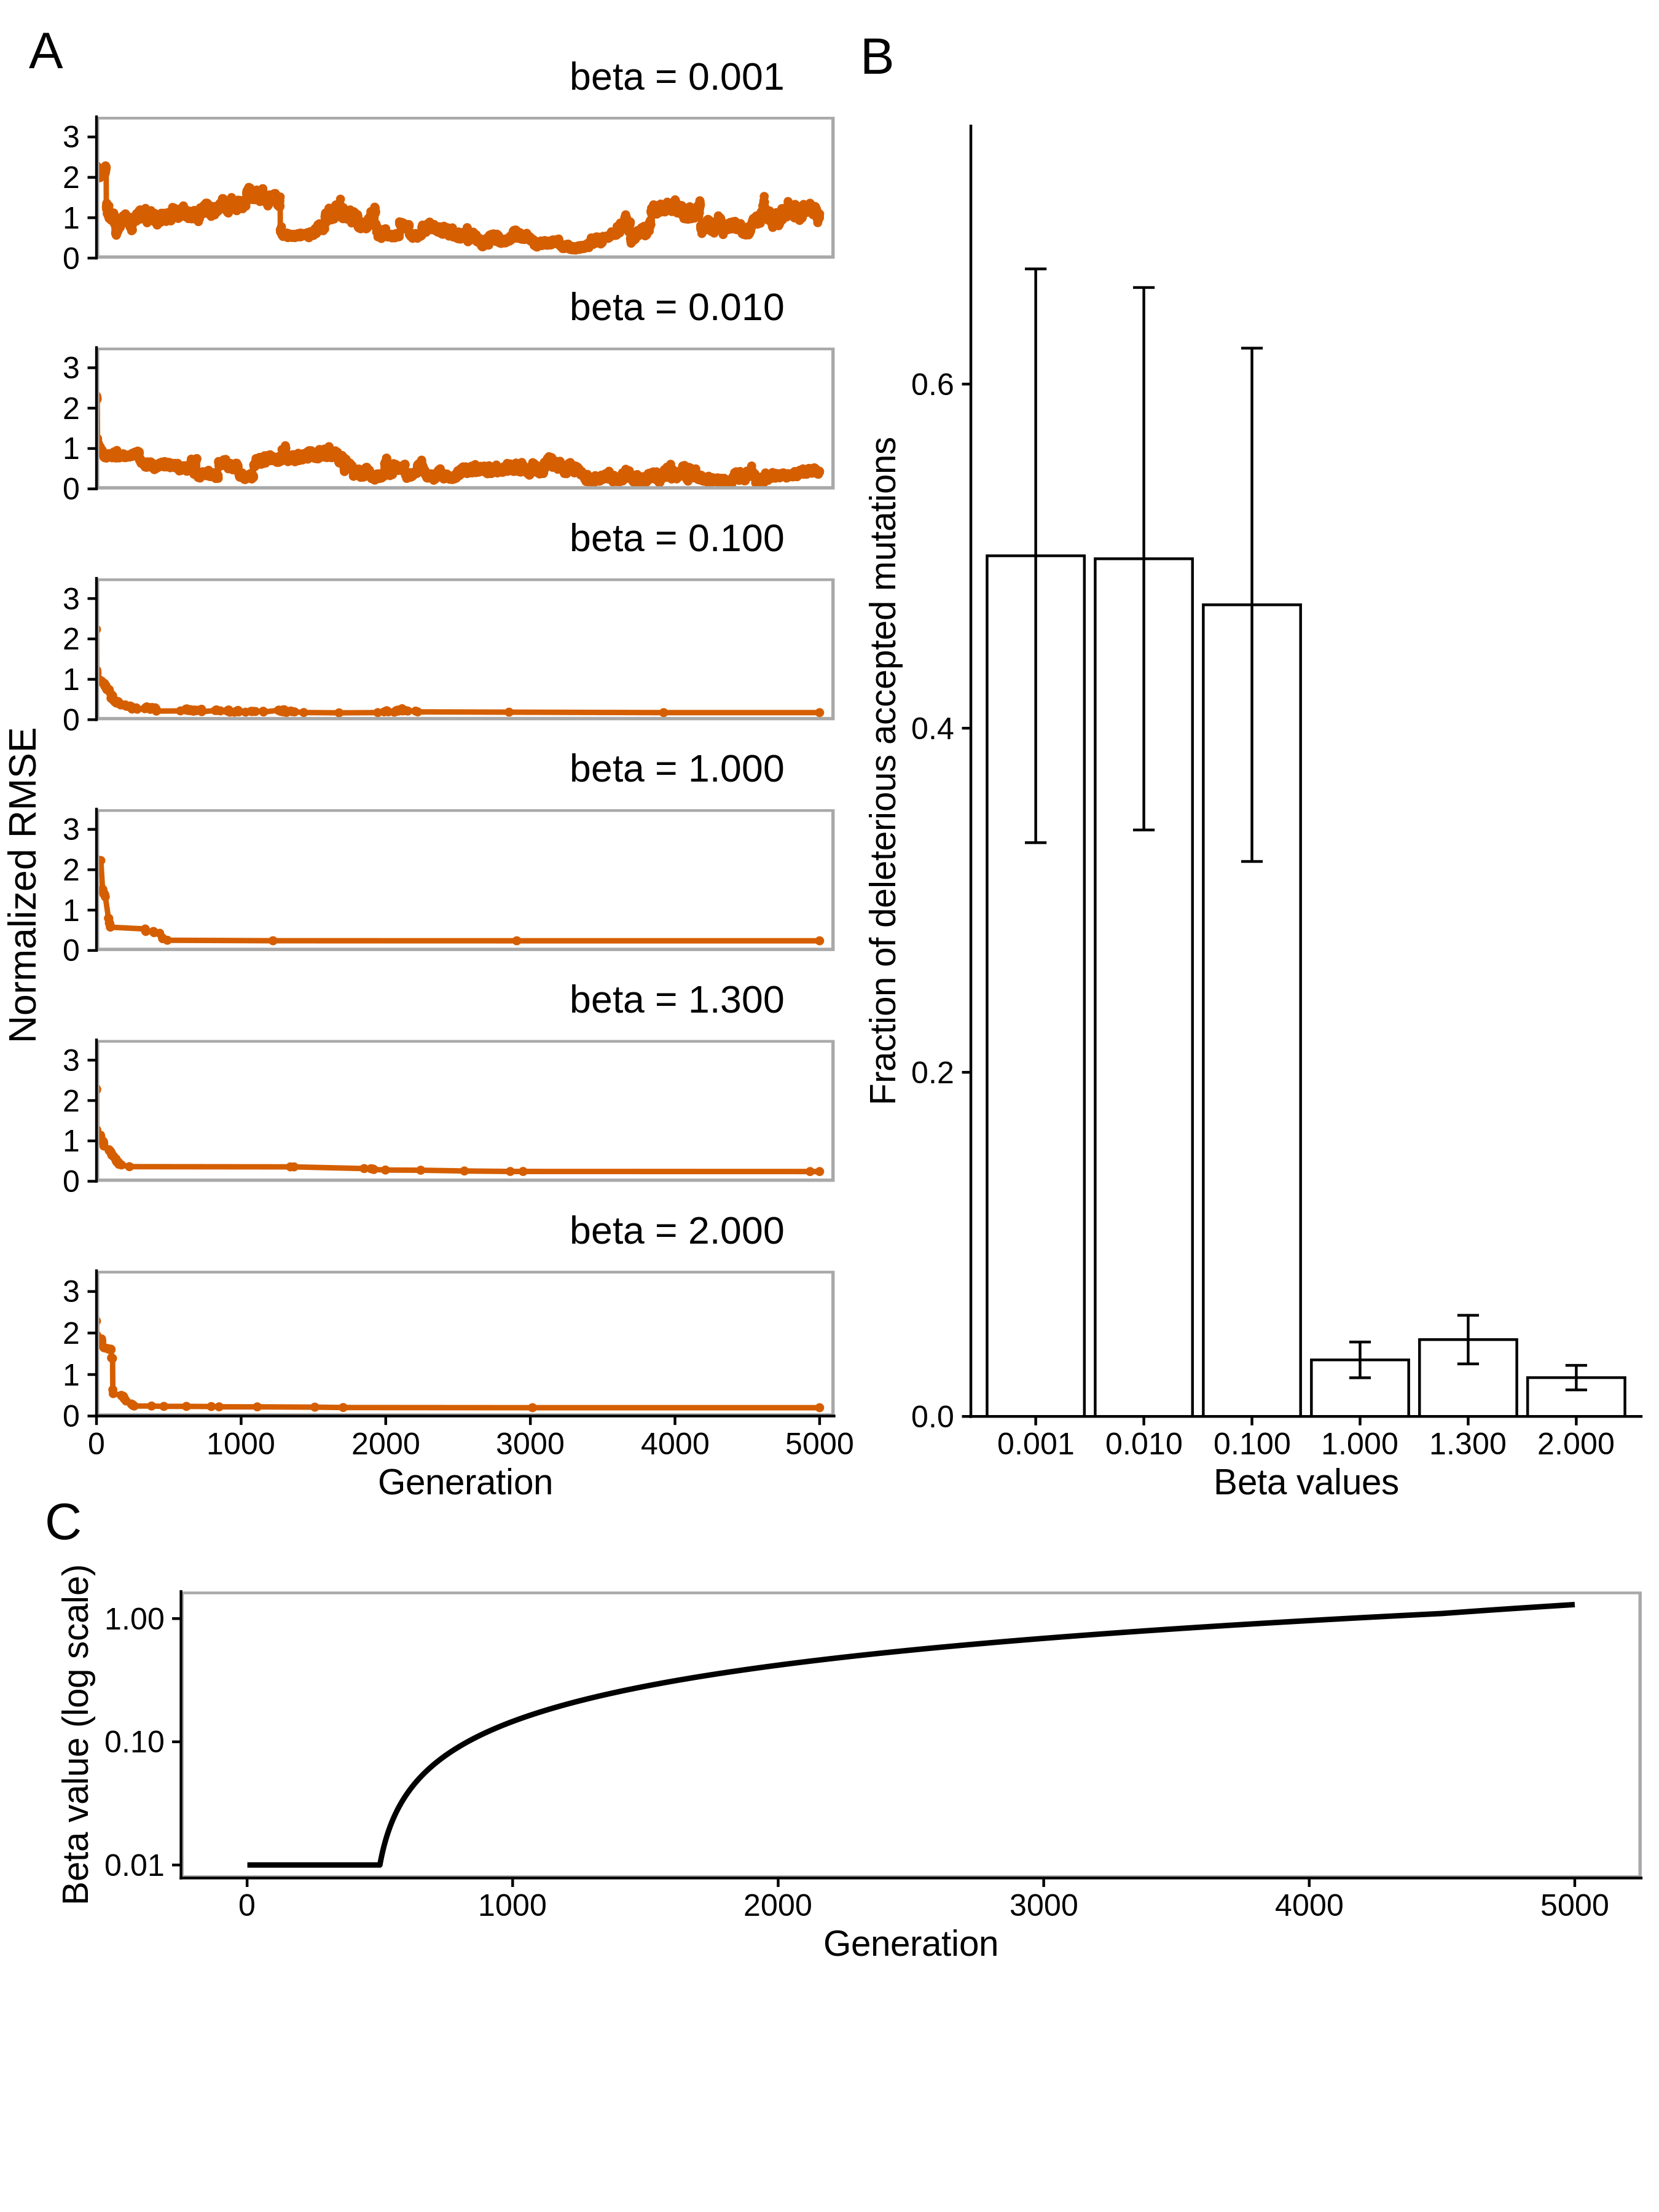 A
beta = 0.001
3
2
1
0
beta = 0.010
3
2
1
0
beta = 0.100
3
2
1
0
beta = 1.000
3
2
1
0
beta = 1.300
3
2
1
0
beta = 2.000
3
2
1
0
0 1000 2000 3000 4000 5000
Generation
Normalized RMSE
B
Fraction of deleterious accepted mutations
0.6
0.4
0.2
0.0
0.001 0.010 0.100 1.000 1.300 2.000
Beta values
C
Beta value (log scale)
1.00
0.10
0.01
0 1000 2000 3000 4000 5000
Generation